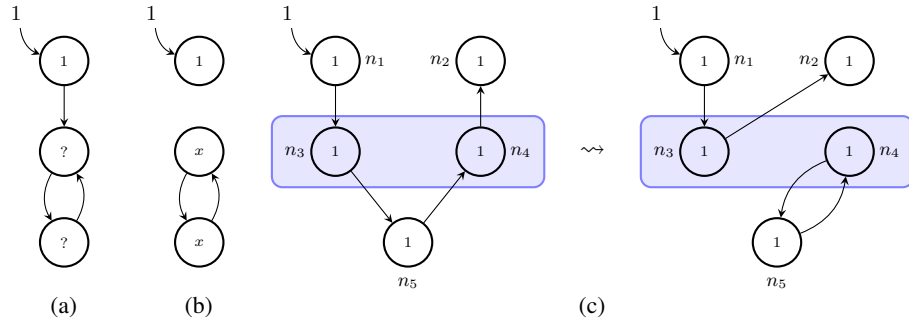 1 1 1 1
1 1 1 n₁ n₂ 1 1 n₁ n₂ 1
? x n₃ 1 1 n₄ ⇝ n₃ 1 1 n₄
? x 1 1
n₅ n₅
(a) (b) (c)